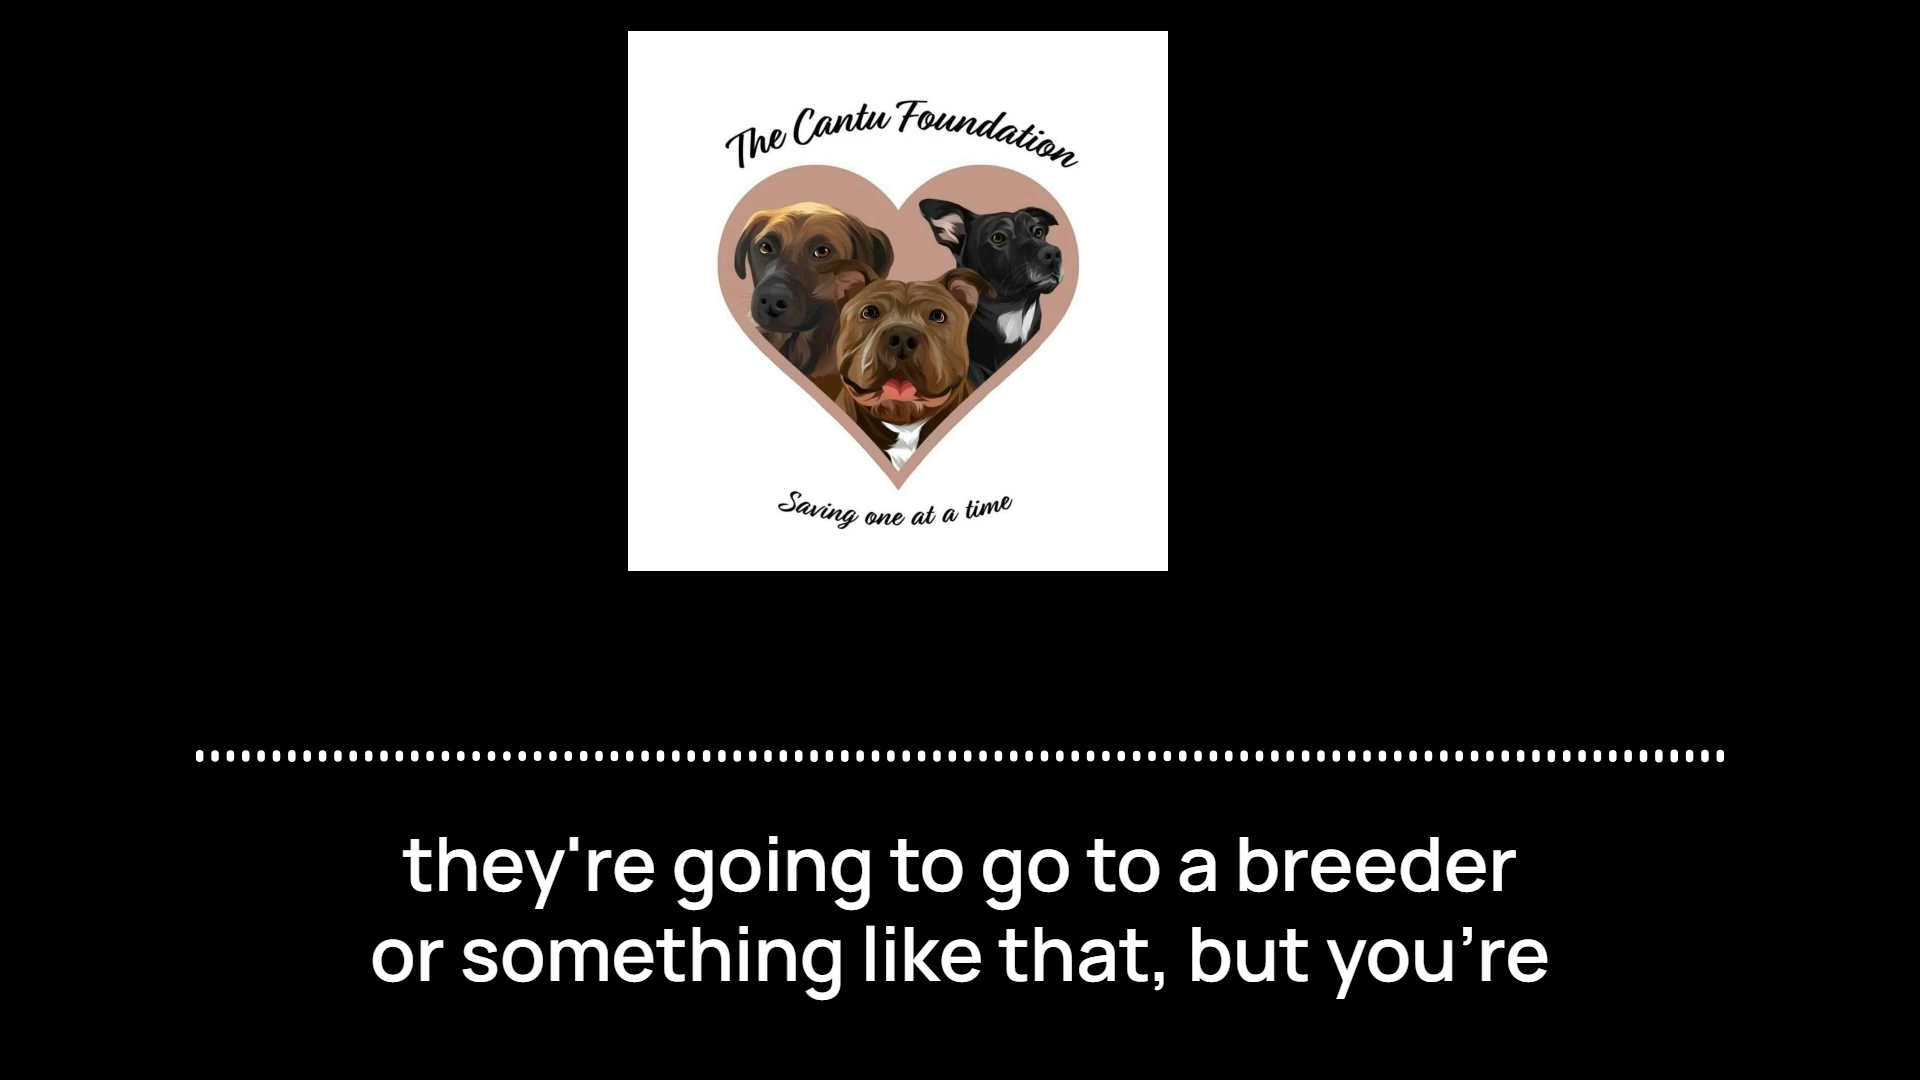 The Cantu Foundation
Saving one at a time
they're going to go to a breeder
or something like that, but you’re